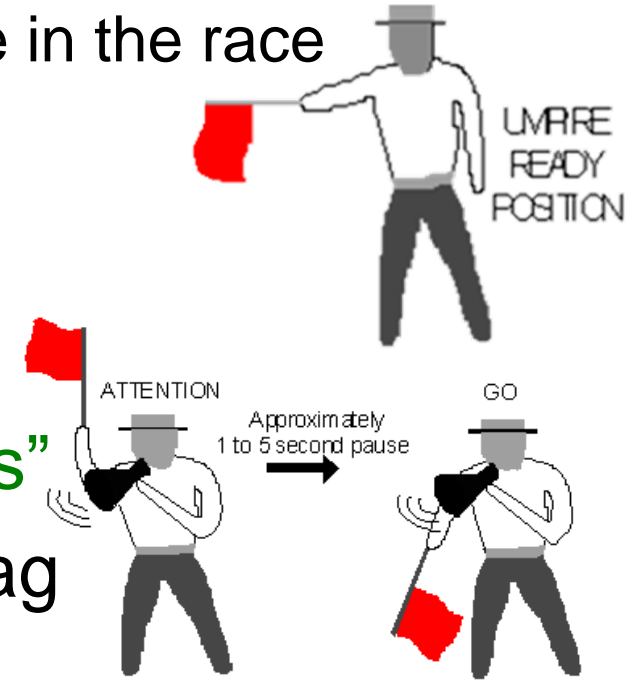 e in the race
UMPIRE
READY
POSITION
ATTENTION
Approximately
1 to 5 second pause
GO
s”
ag